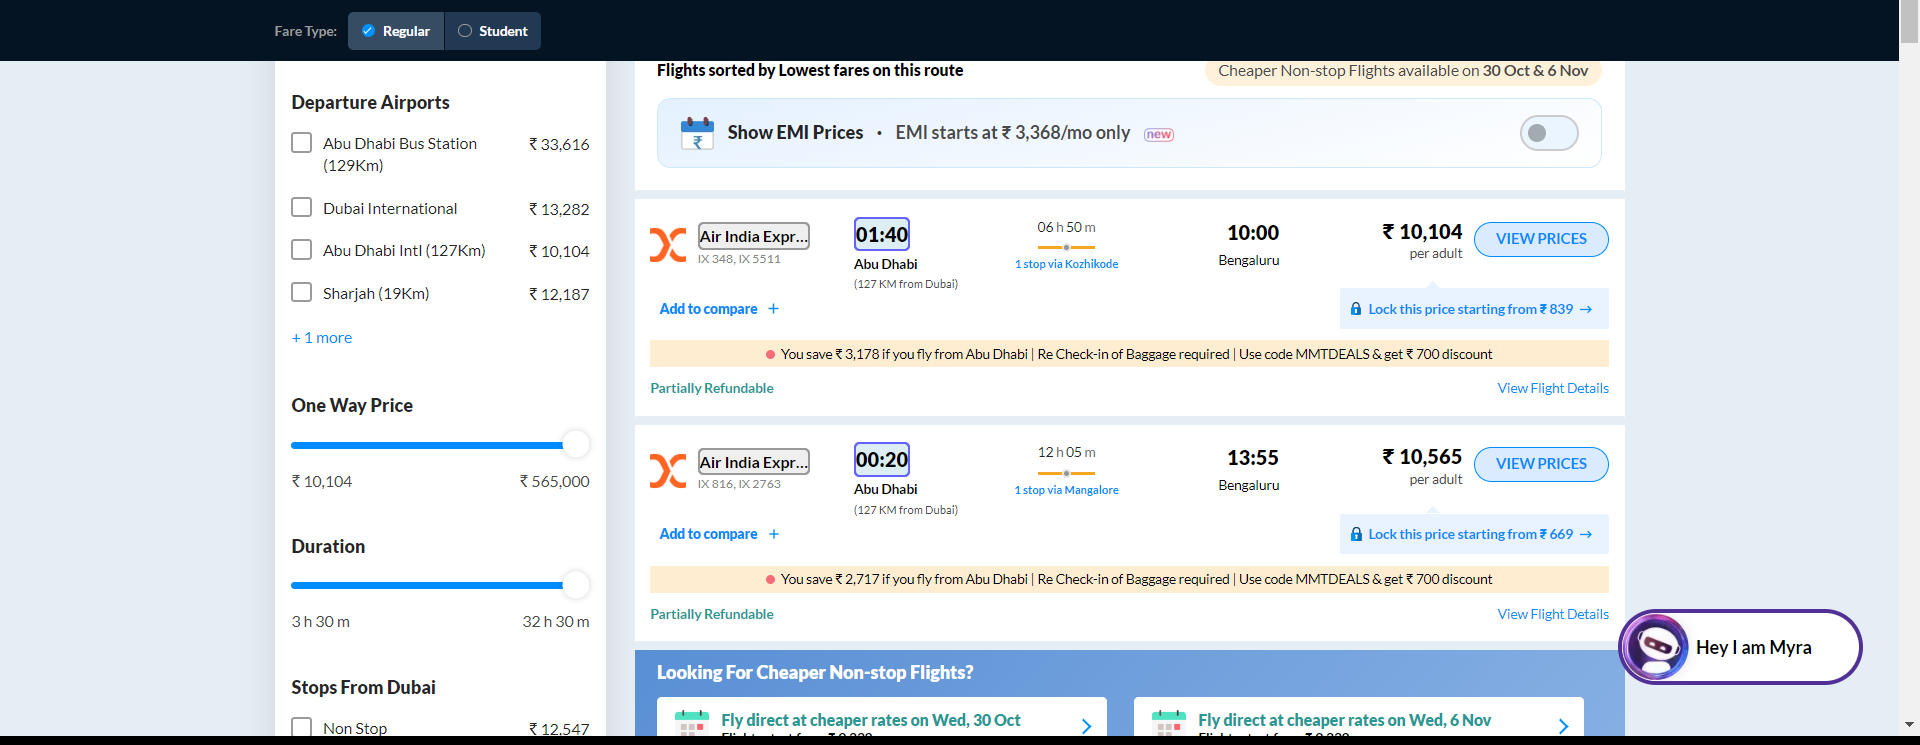 Fare Type: Regular Student
Departure Airports
Abu Dhabi Bus Station ₹ 33,616
(129Km)
Dubai International ₹ 13,282
Abu Dhabi Intl (127Km) ₹ 10,104
Sharjah (19Km) ₹ 12,187
+ 1 more
One Way Price
₹ 10,104 ₹ 565,000
Duration
3 h 30 m 32 h 30 m
Stops From Dubai
Non Stop ₹ 12,547
Flights sorted by Lowest fares on this route
Cheaper Non-stop Flights available on 30 Oct & 6 Nov
Show EMI Prices · EMI starts at ₹ 3,368/mo only new
Air India Expr...
IX 348, IX 5511
01:40
Abu Dhabi
(127 KM from Dubai)
06 h 50 m
1 stop via Kozhikode
10:00
Bengaluru
₹ 10,104
per adult
VIEW PRICES
Add to compare +
Lock this price starting from ₹ 839 →
You save ₹ 3,178 if you fly from Abu Dhabi | Re Check-in of Baggage required | Use code MMTDEALS & get ₹ 700 discount
Partially Refundable
View Flight Details
Air India Expr...
IX 816, IX 2763
00:20
Abu Dhabi
(127 KM from Dubai)
12 h 05 m
1 stop via Mangalore
13:55
Bengaluru
₹ 10,565
per adult
VIEW PRICES
Add to compare +
Lock this price starting from ₹ 669 →
You save ₹ 2,717 if you fly from Abu Dhabi | Re Check-in of Baggage required | Use code MMTDEALS & get ₹ 700 discount
Partially Refundable
View Flight Details
Looking For Cheaper Non-stop Flights?
Fly direct at cheaper rates on Wed, 30 Oct
Fly direct at cheaper rates on Wed, 6 Nov
Hey I am Myra